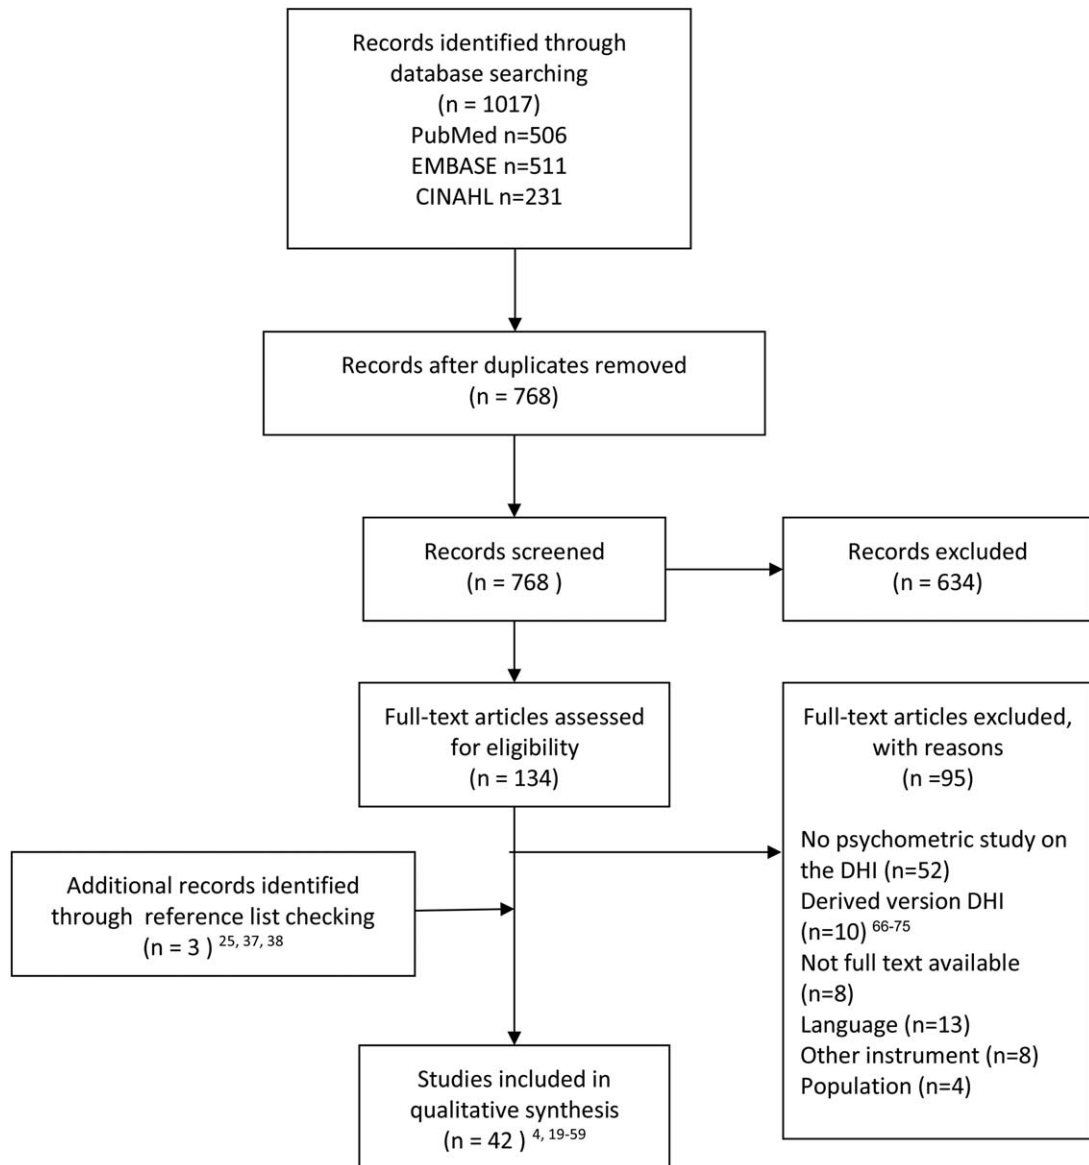 Records identified through
database searching
(n = 1017)
PubMed n=506
EMBASE n=511
CINAHL n=231
Records after duplicates removed
(n = 768)
Records screened
(n = 768 )
Records excluded
(n = 634)
Full-text articles assessed
for eligibility
(n = 134)
Full-text articles excluded,
with reasons
(n =95)
No psychometric study on
the DHI (n=52)
Derived version DHI
(n=10) 66-75
Not full text available
(n=8)
Language (n=13)
Other instrument (n=8)
Population (n=4)
Additional records identified
through reference list checking
(n = 3 ) 25, 37, 38
Studies included in
qualitative synthesis
(n = 42 ) 4, 19-59